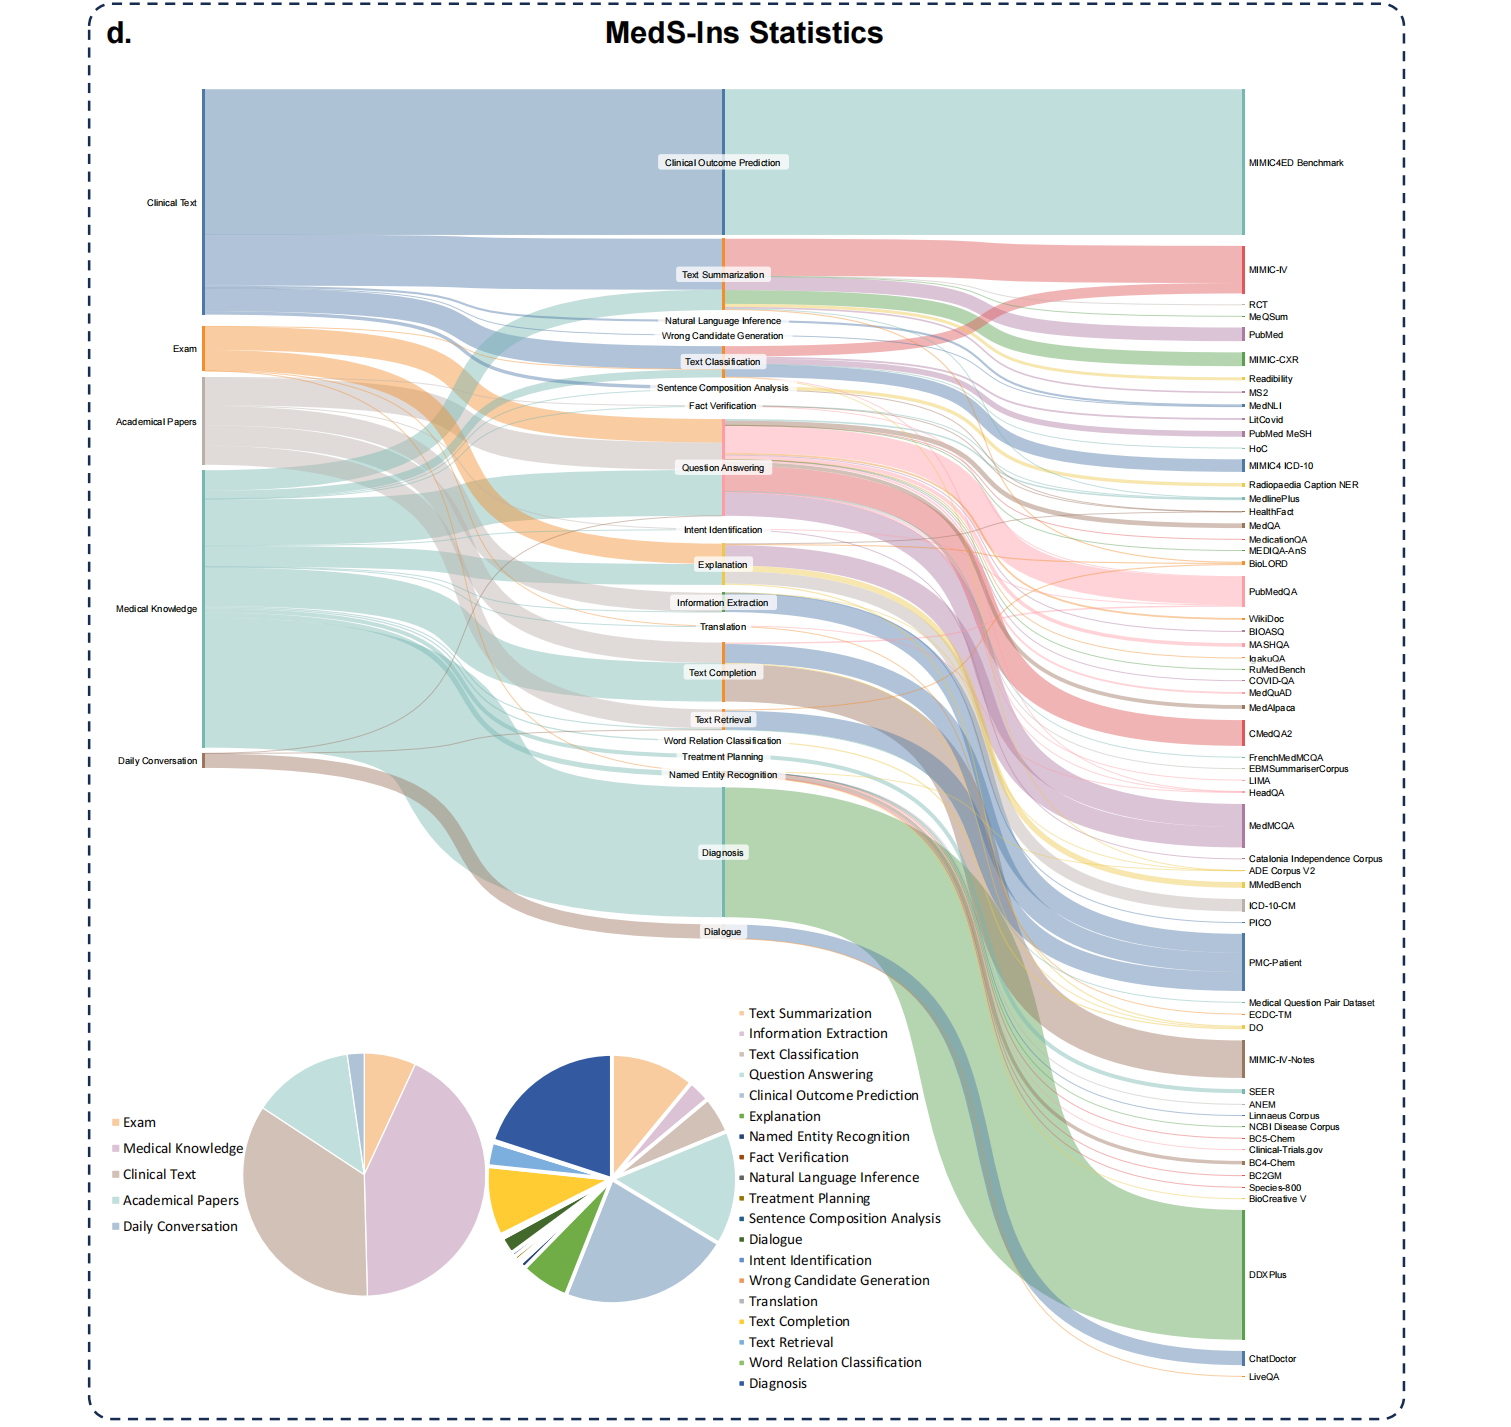 d.
MedS-Ins Statistics
Clinical Text
Exam
Academical Papers
Medical Knowledge
Daily Conversation
Clinical Outcome Prediction
Text Summarization
Natural Language Inference
Wrong Candidate Generation
Text Classification
Sentence Composition Analysis
Fact Verification
Question Answering
Intent Identification
Explanation
Information Extraction
Translation
Text Completion
Text Retrieval
Word Relation Classification
Treatment Planning
Named Entity Recognition
Diagnosis
Dialogue
MIMIC4ED Benchmark
MIMIC-IV
RCT
MeQSum
PubMed
MIMIC-CXR
Readibility
MS2
MedNLI
LitCovid
PubMed MeSH
HoC
MIMIC4 ICD-10
Radiopaedia Caption NER
MedlinePlus
HealthFact
MedQA
MedicationQA
MEDIQA-AnS
BioLORD
PubMedQA
WikiDoc
BIOASQ
MASHQA
IgakuQA
RuMedBench
COVID-QA
MedQuAD
MedAlpaca
CMedQA2
FrenchMedMCQA
EBMSummariserCorpus
LIMA
HeadQA
MedMCQA
Catalonia Independence Corpus
ADE Corpus V2
MMedBench
ICD-10-CM
PICO
PMC-Patient
Medical Question Pair Dataset
ECDC-TM
DO
MIMIC-IV-Notes
SEER
ANEM
Linnaeus Corpus
NCBI Disease Corpus
BC5-Chem
Clinical-Trials.gov
BC4-Chem
BC2GM
Species-800
BioCreative V
DDXPlus
ChatDoctor
LiveQA
Exam
Medical Knowledge
Clinical Text
Academical Papers
Daily Conversation
Text Summarization
Information Extraction
Text Classification
Question Answering
Clinical Outcome Prediction
Explanation
Named Entity Recognition
Fact Verification
Natural Language Inference
Treatment Planning
Sentence Composition Analysis
Dialogue
Intent Identification
Wrong Candidate Generation
Translation
Text Completion
Text Retrieval
Word Relation Classification
Diagnosis